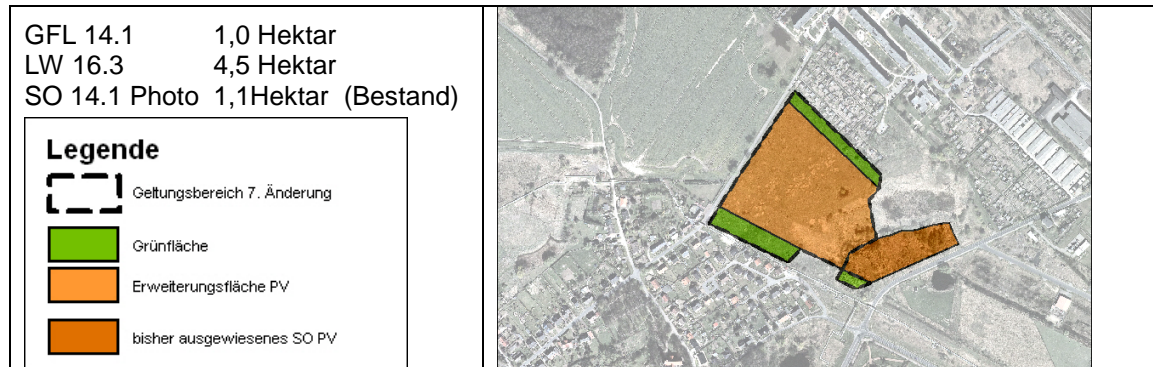 GFL 14.1 1,0 Hektar
LW 16.3 4,5 Hektar
SO 14.1 Photo 1,1Hektar (Bestand)
Legende
Geltungsbereich 7. Änderung
Grünfläche
Erweiterungsfläche PV
bisher ausgewiesenes SO PV